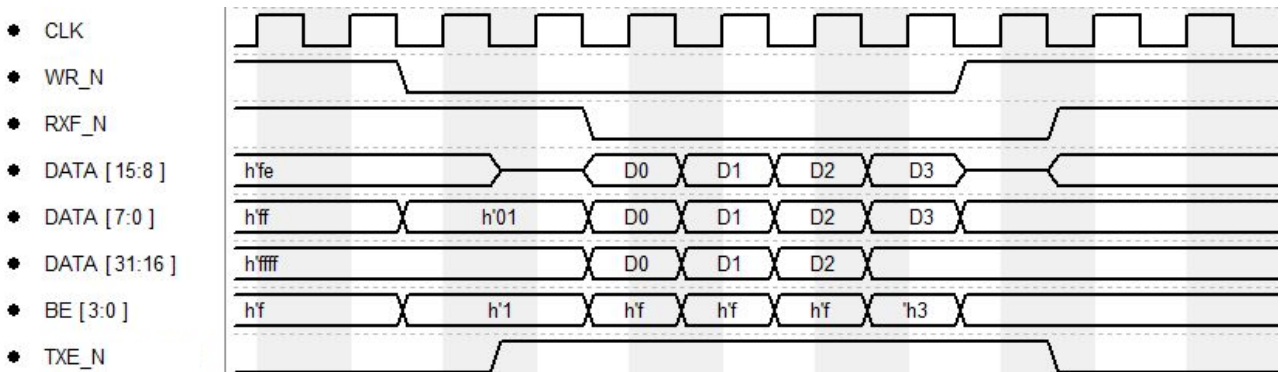 CLK
WR_N
RXF_N
DATA [15:8] h'fe D0 D1 D2 D3
DATA [7:0] h'ff h'01 D0 D1 D2 D3
DATA [31:16] h'ffff D0 D1 D2
BE [3:0] h'f h'1 h'f h'f h'f 'h3
TXE_N